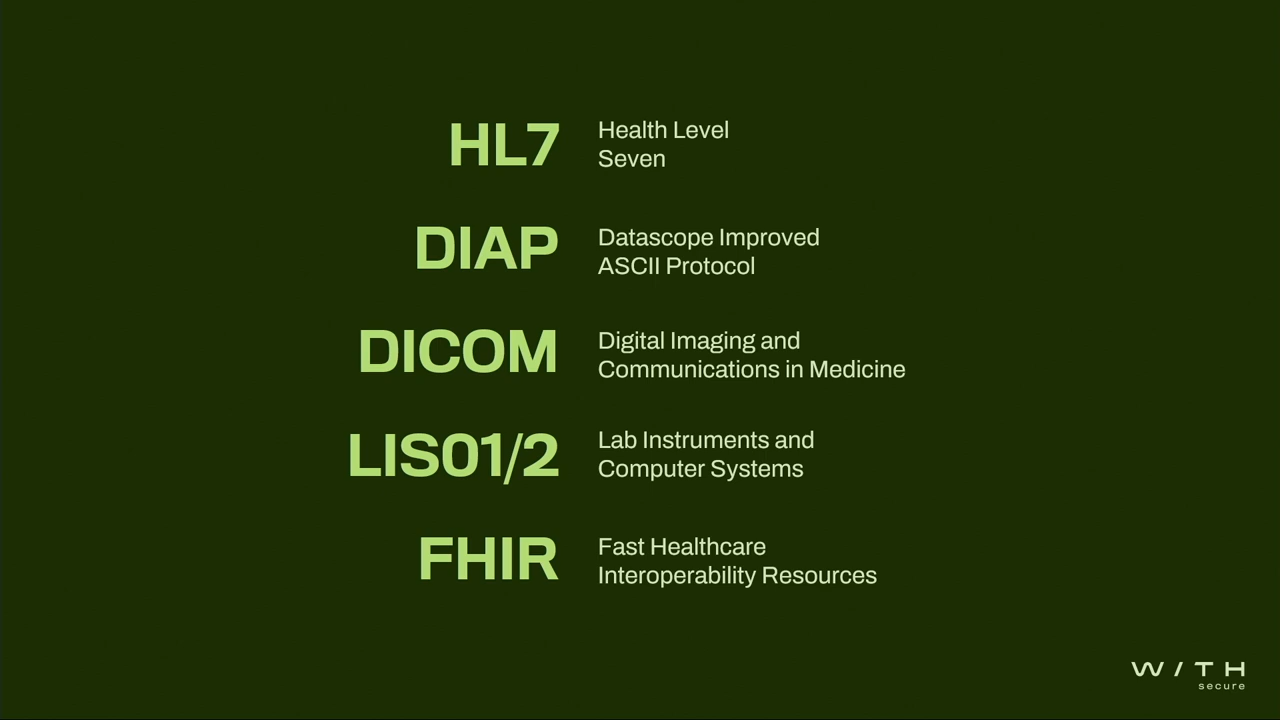 HL7
Health Level
Seven
DIAP
Datascope Improved
ASCII Protocol
DICOM
Digital Imaging and
Communications in Medicine
LIS01/2
Lab Instruments and
Computer Systems
FHIR
Fast Healthcare
Interoperability Resources
W/TH
secure